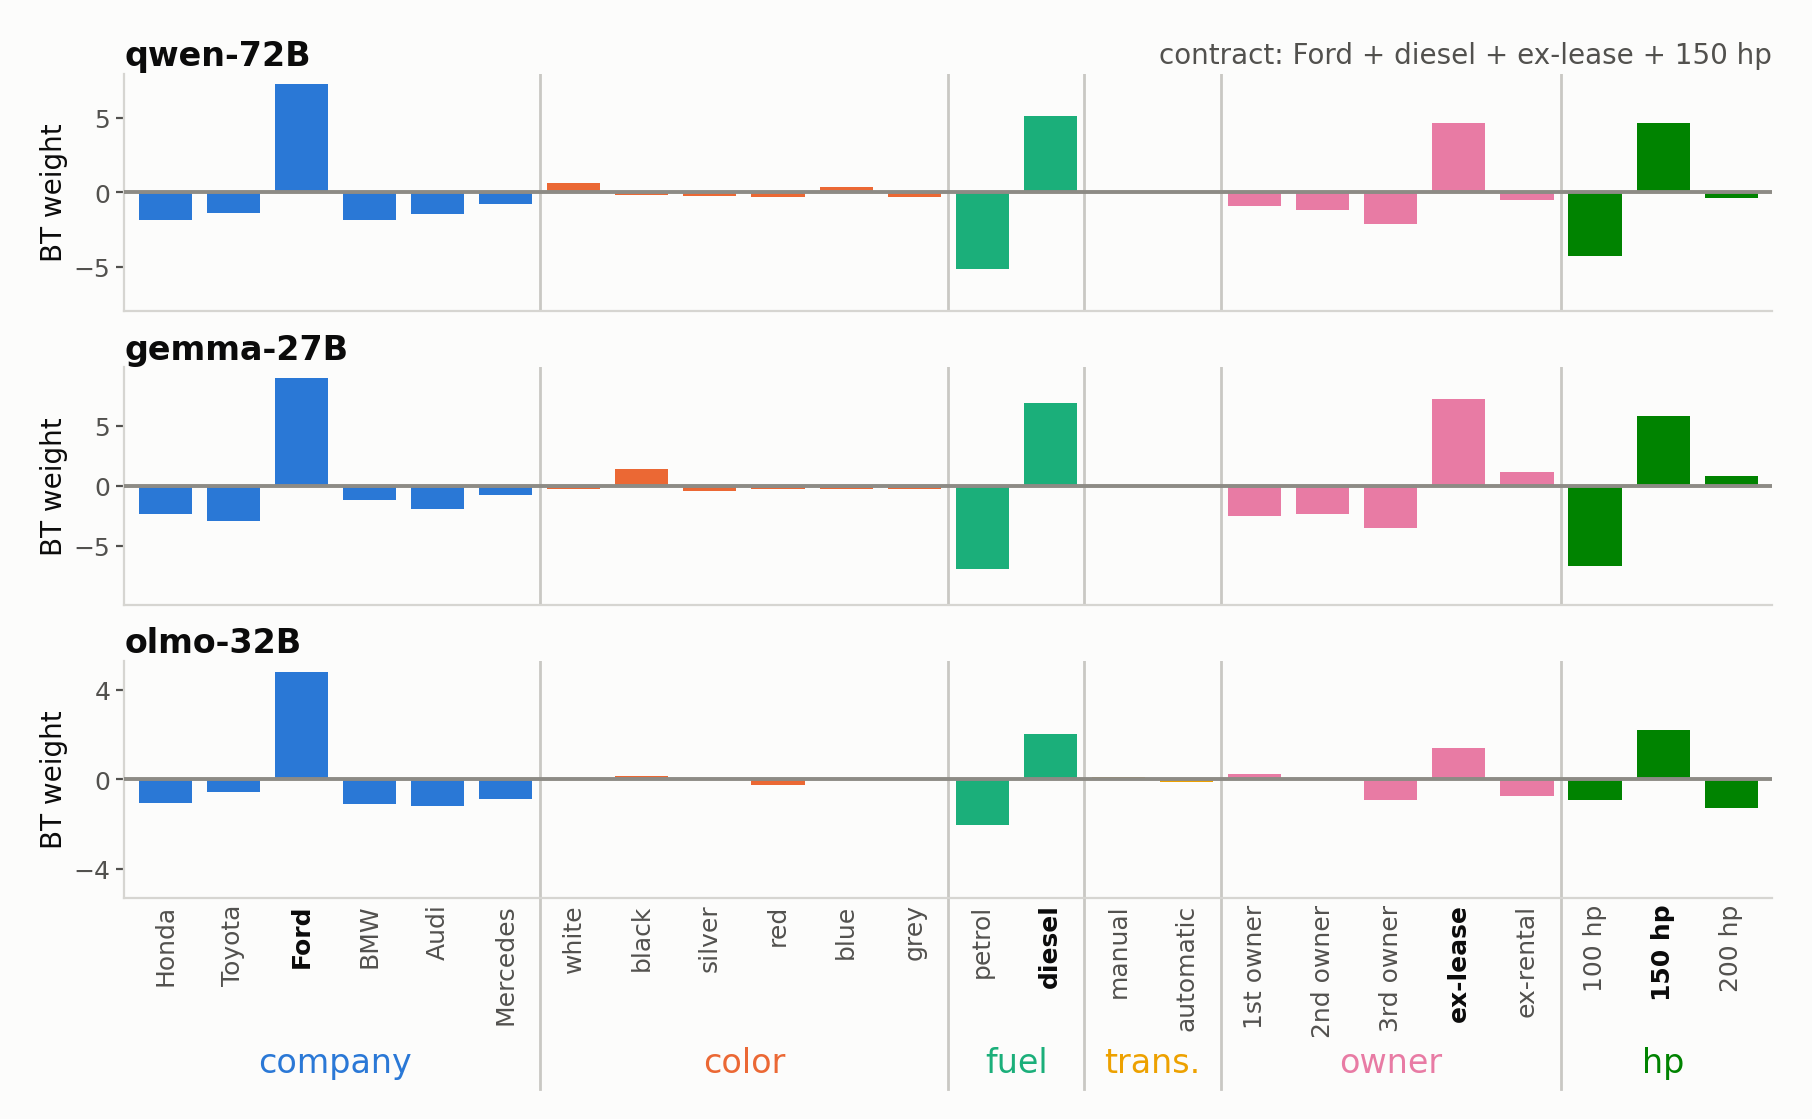 qwen-72B
contract: Ford + diesel + ex-lease + 150 hp
BT weight
5
0
−5
gemma-27B
BT weight
5
0
−5
olmo-32B
BT weight
4
0
−4
Honda
Toyota
Ford
BMW
Audi
Mercedes
white
black
silver
red
blue
grey
petrol
diesel
manual
automatic
1st owner
2nd owner
3rd owner
ex-lease
ex-rental
100 hp
150 hp
200 hp
company
color
fuel
trans.
owner
hp